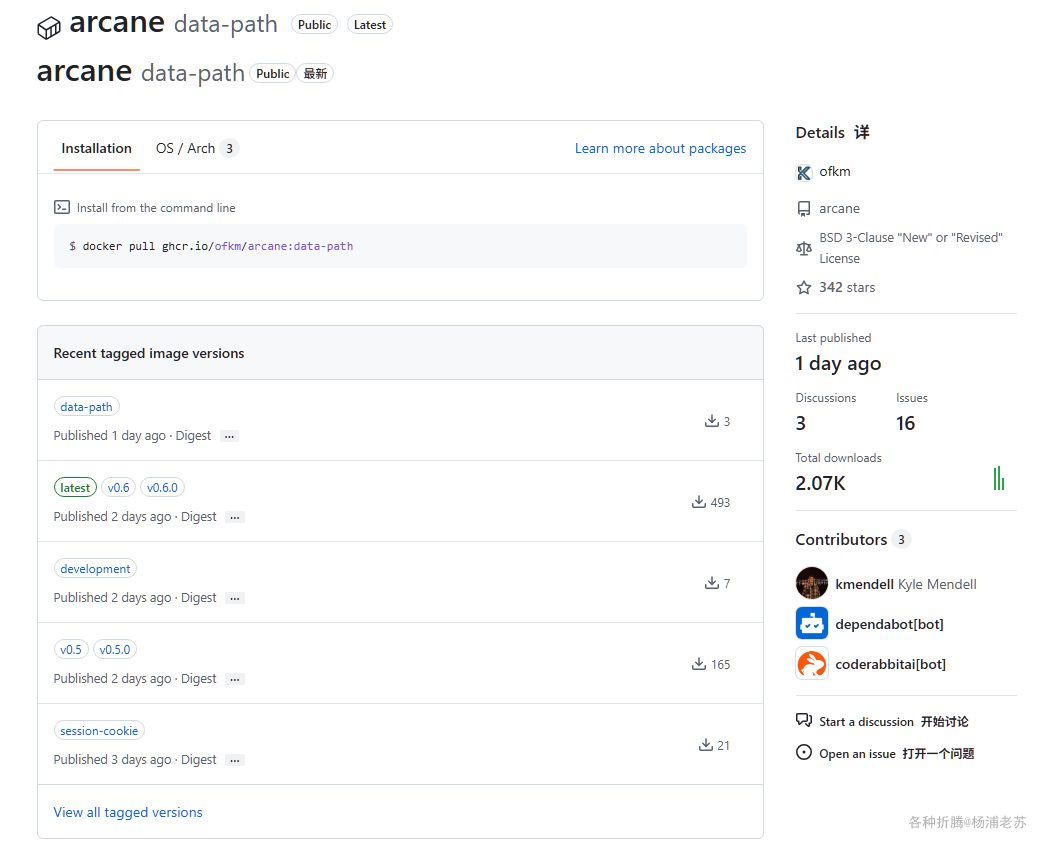 arcane data-path Public Latest
arcane data-path Public 最新
Installation OS / Arch 3 Learn more about packages
Install from the command line
$ docker pull ghcr.io/ofkm/arcane:data-path
Recent tagged image versions
data-path
Published 1 day ago · Digest ...
3
latest v0.6 v0.6.0
Published 2 days ago · Digest ...
493
development
Published 2 days ago · Digest ...
7
v0.5 v0.5.0
Published 2 days ago · Digest ...
165
session-cookie
Published 3 days ago · Digest ...
21
View all tagged versions
Details 详
ofkm
arcane
BSD 3-Clause "New" or "Revised"
License
342 stars
Last published
1 day ago
Discussions Issues
3 16
Total downloads
2.07K
Contributors 3
kmendell Kyle Mendell
dependabot[bot]
coderabbitai[bot]
Start a discussion 开始讨论
Open an issue 打开一个问题
各种折腾@杨浦老苏